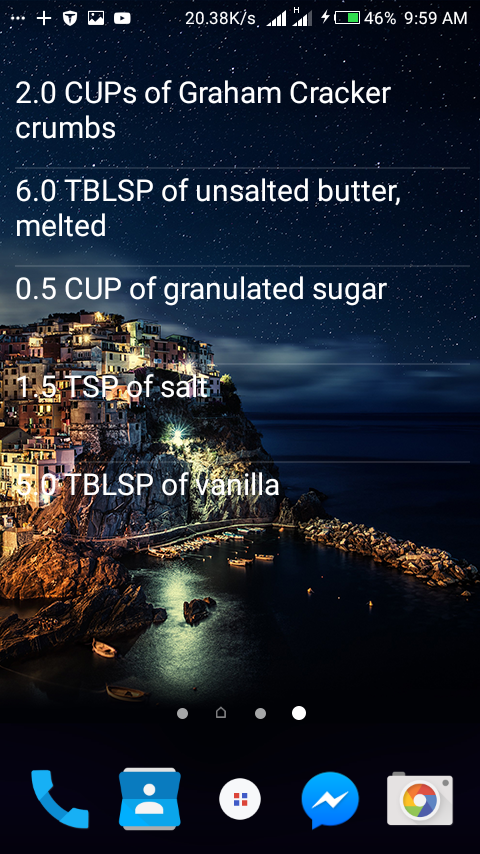 20.38K/s H 46% 9:59 AM
2.0 CUPs of Graham Cracker
crumbs
6.0 TBLSP of unsalted butter,
melted
0.5 CUP of granulated sugar
1.5 TSP of salt
5.0 TBLSP of vanilla